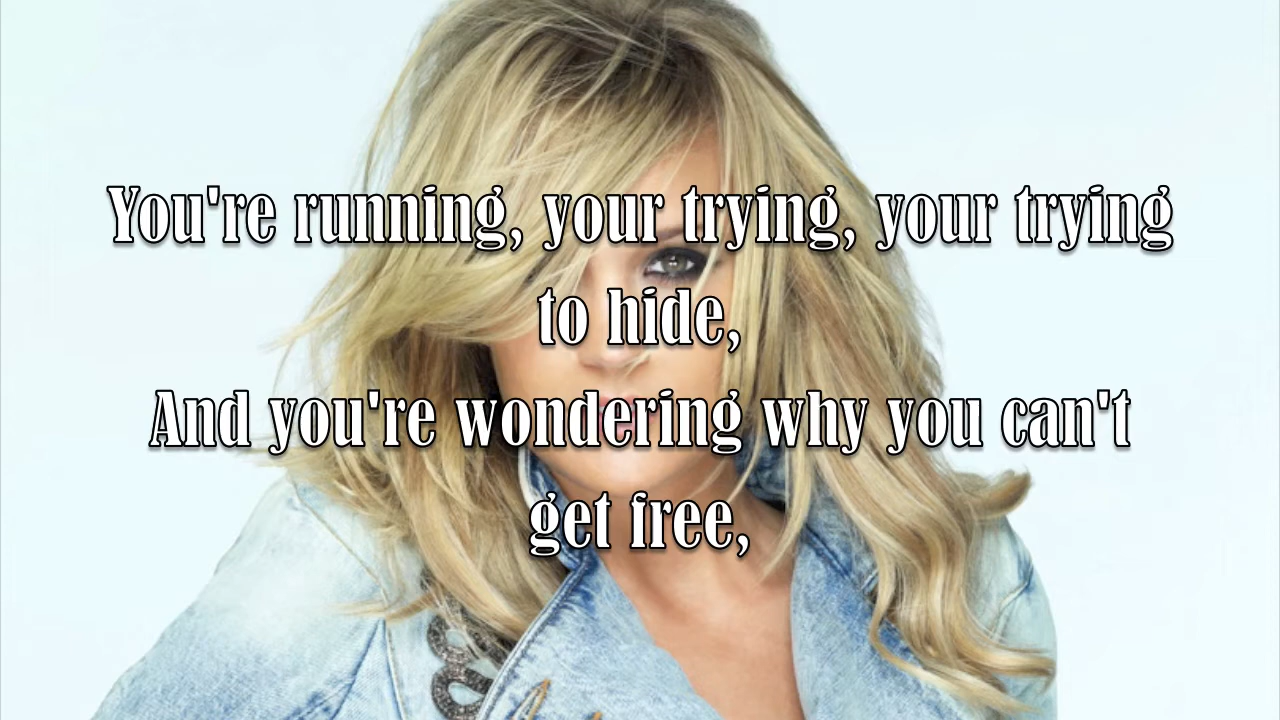 You're running, your trying, your trying
to hide,
And you're wondering why you can't
get free,